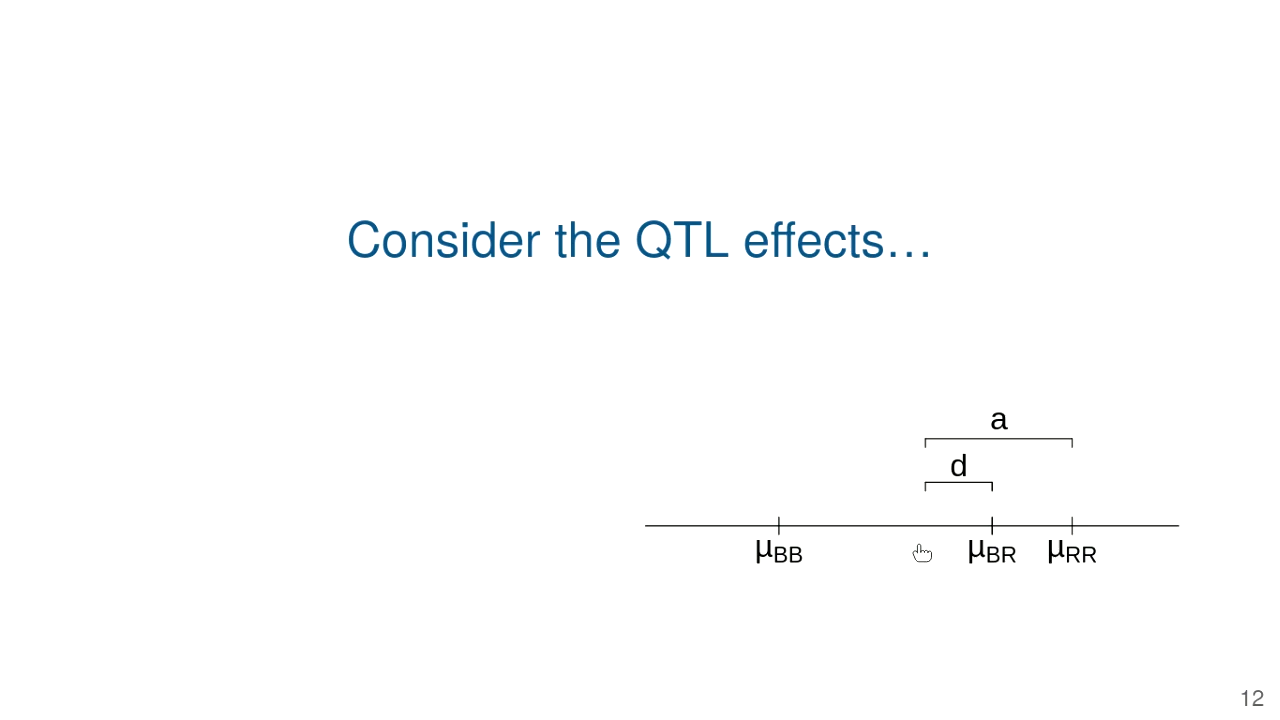 Consider the QTL effects…
a
d
μBB μBR μRR
12